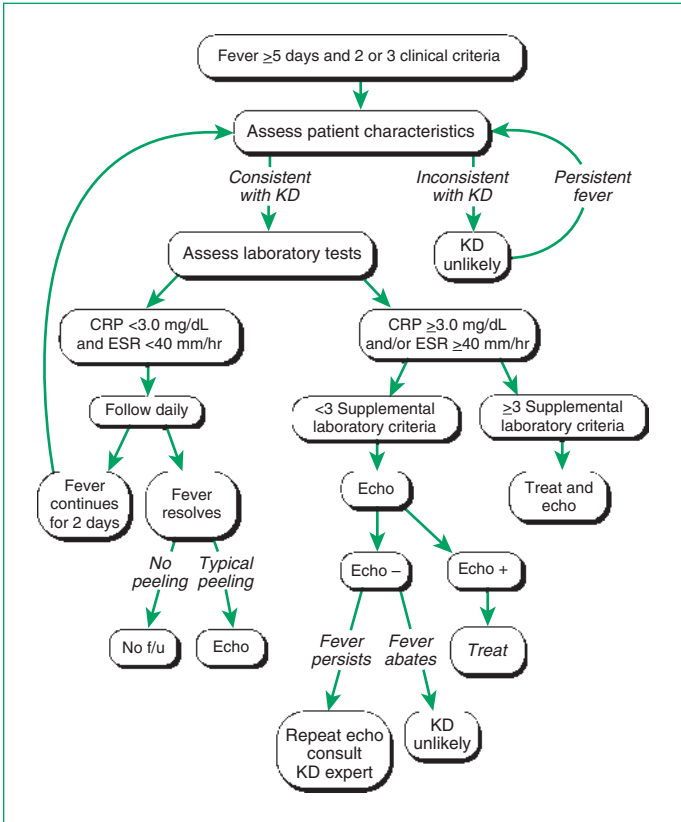 Fever ≥5 days and 2 or 3 clinical criteria
Assess patient characteristics
Consistent
with KD
Inconsistent
with KD
Persistent
fever
Assess laboratory tests
KD
unlikely
CRP <3.0 mg/dL
and ESR <40 mm/hr
CRP ≥3.0 mg/dL
and/or ESR ≥40 mm/hr
Follow daily
<3 Supplemental
laboratory criteria
≥3 Supplemental
laboratory criteria
Fever
continues
for 2 days
Fever
resolves
Echo
Treat and
echo
No
peeling
Typical
peeling
Echo –
Echo +
No f/u
Echo
Fever
persists
Fever
abates
Treat
Repeat echo
consult
KD expert
KD
unlikely